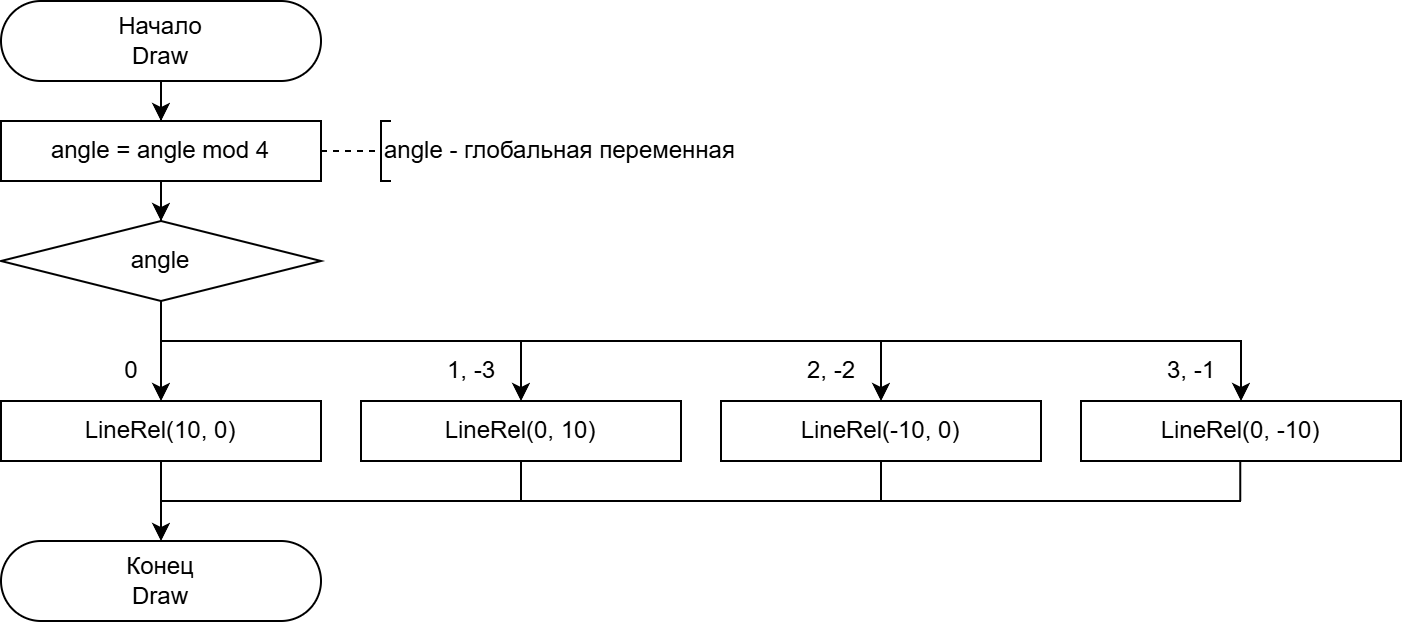 Начало
Draw
angle = angle mod 4
angle - глобальная переменная
angle
0
1, -3
2, -2
3, -1
LineRel(10, 0)
LineRel(0, 10)
LineRel(-10, 0)
LineRel(0, -10)
Конец
Draw